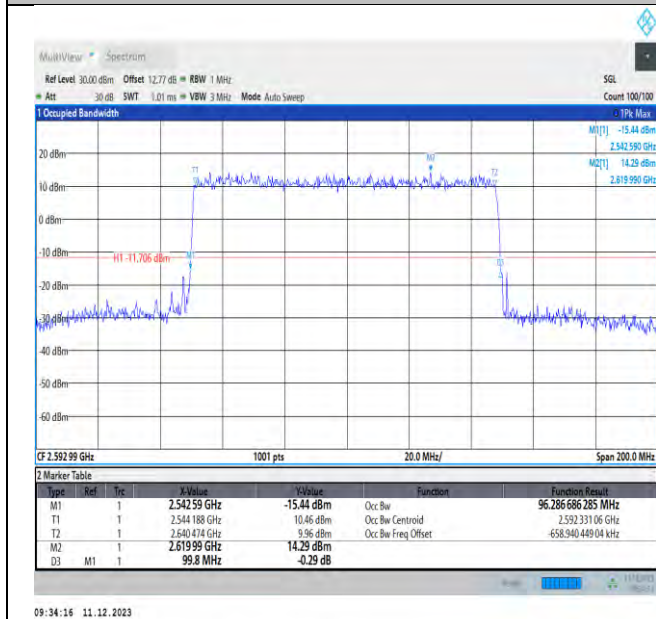 MultiView Spectrum
Ref Level 30.00 dBm Offset 12.77 dB RBW 1 MHz SGL
Att 30 dB SWT 1.01 ms VBW 3 MHz Mode Auto Sweep Count 100/100
1 Occupied Bandwidth 1Pk Max
M1[1] -15.44 dBm
2.542 590 GHz
M2[1] 14.29 dBm
2.619 990 GHz
20 dBm
M2
T1 T2
10 dBm
0 dBm
-10 dBm
H1 -11.706 dBm
M1
D3
-20 dBm
-30 dBm
-40 dBm
-50 dBm
-60 dBm
CF 2.592 99 GHz 1001 pts 20.0 MHz/ Span 200.0 MHz
2 Marker Table
Type Ref Trc X-Value Y-Value Function Function Result
M1 1 2.542 59 GHz -15.44 dBm Occ Bw 96.286 686 285 MHz
T1 1 2.544 188 GHz 10.46 dBm Occ Bw Centroid 2.592 331 06 GHz
T2 1 2.640 474 GHz 9.96 dBm Occ Bw Freq Offset -658.940 449 04 kHz
M2 1 2.619 99 GHz 14.29 dBm
D3 M1 1 99.8 MHz -0.29 dB
09:34:16 11.12.2023